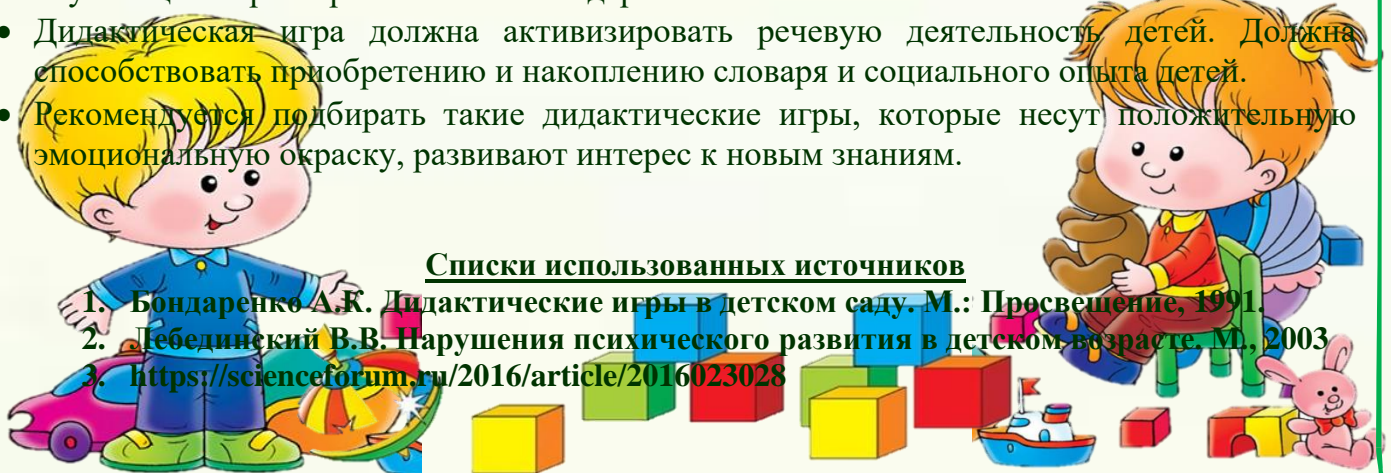 • Дидактическая игра должна активизировать речевую деятельность детей. Должна
способствовать приобретению и накоплению словаря и социального опыта детей.
• Рекомендуется подбирать такие дидактические игры, которые несут положительную
эмоциональную окраску, развивают интерес к новым знаниям.
Списки использованных источников
1. Бондаренко А.К. Дидактические игры в детском саду. М.: Просвещение, 1991.
2. Лебединский В.В. Нарушения психического развития в детском возрасте. М., 2003
3. https://scienceforum.ru/2016/article/2016023028